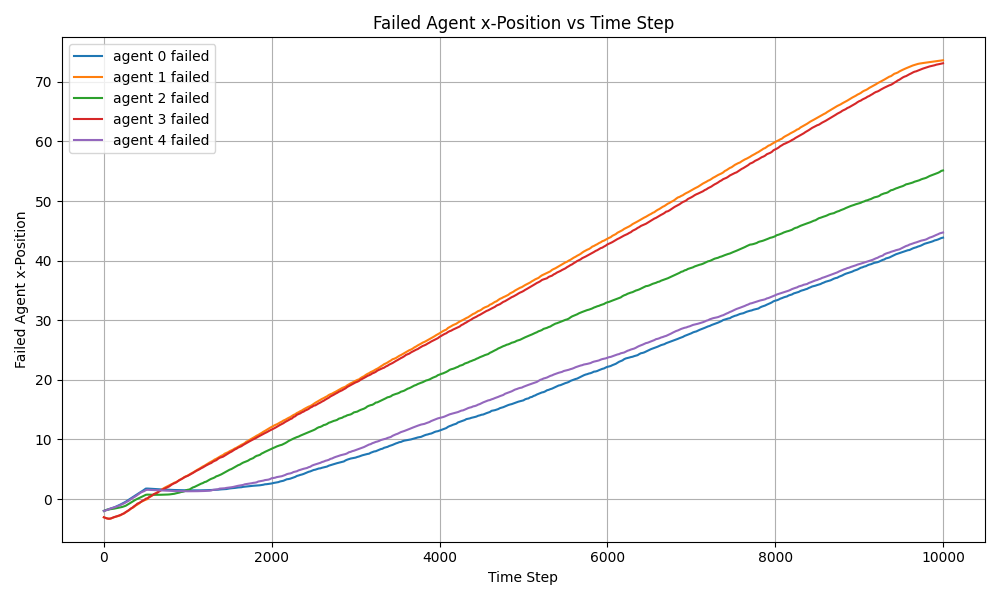 Failed Agent x-Position vs Time Step
agent 0 failed
agent 1 failed
agent 2 failed
agent 3 failed
agent 4 failed
Failed Agent x-Position
70
60
50
40
30
20
10
0
0 2000 4000 6000 8000 10000
Time Step